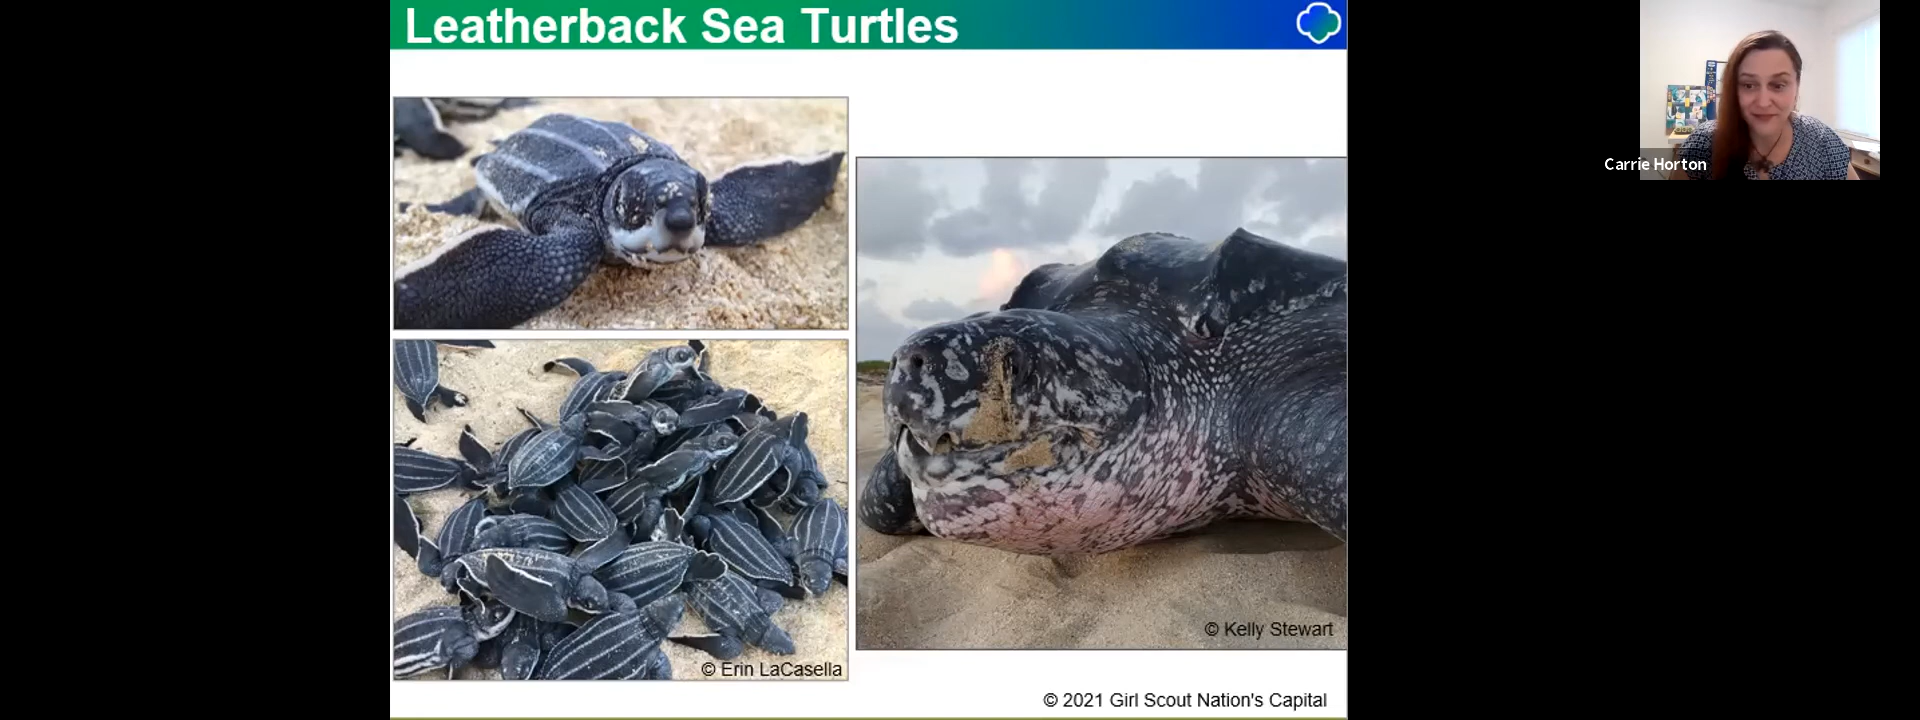 Leatherback Sea Turtles
Carrie Horton
© Kelly Stewart
© Erin LaCasella
© 2021 Girl Scout Nation's Capital